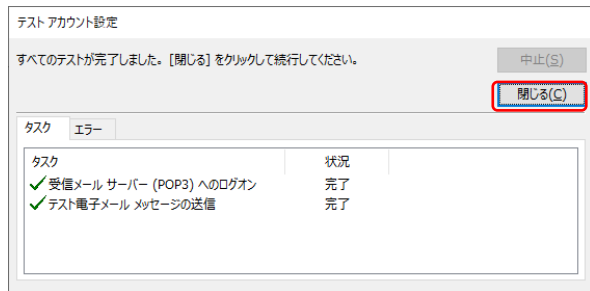 テスト アカウント設定
すべてのテストが完了しました。[閉じる] をクリックして続行してください。
中止(S)
閉じる(C)
タスク エラー
タスク 状況
受信メール サーバー (POP3) へのログオン 完了
テスト電子メール メッセージの送信 完了